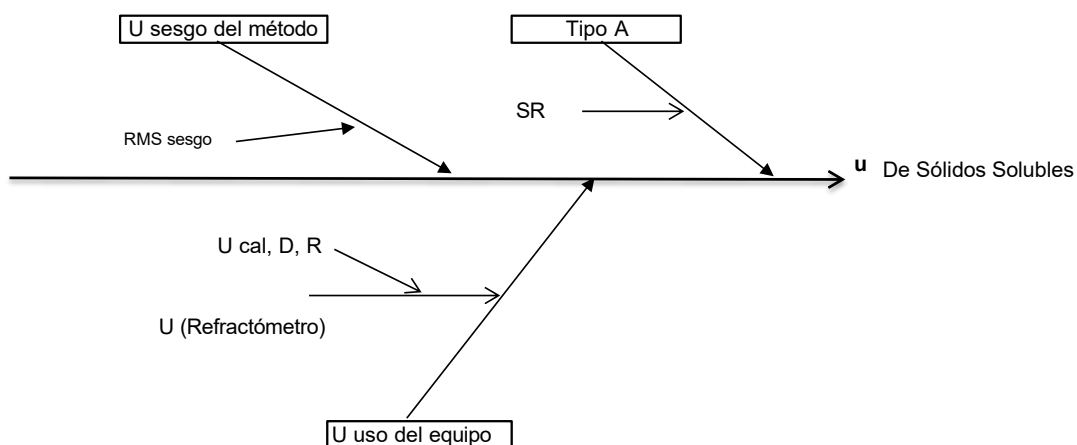 U sesgo del método
Tipo A
SR
RMS sesgo
u De Sólidos Solubles
U cal, D, R
U (Refractómetro)
U uso del equipo